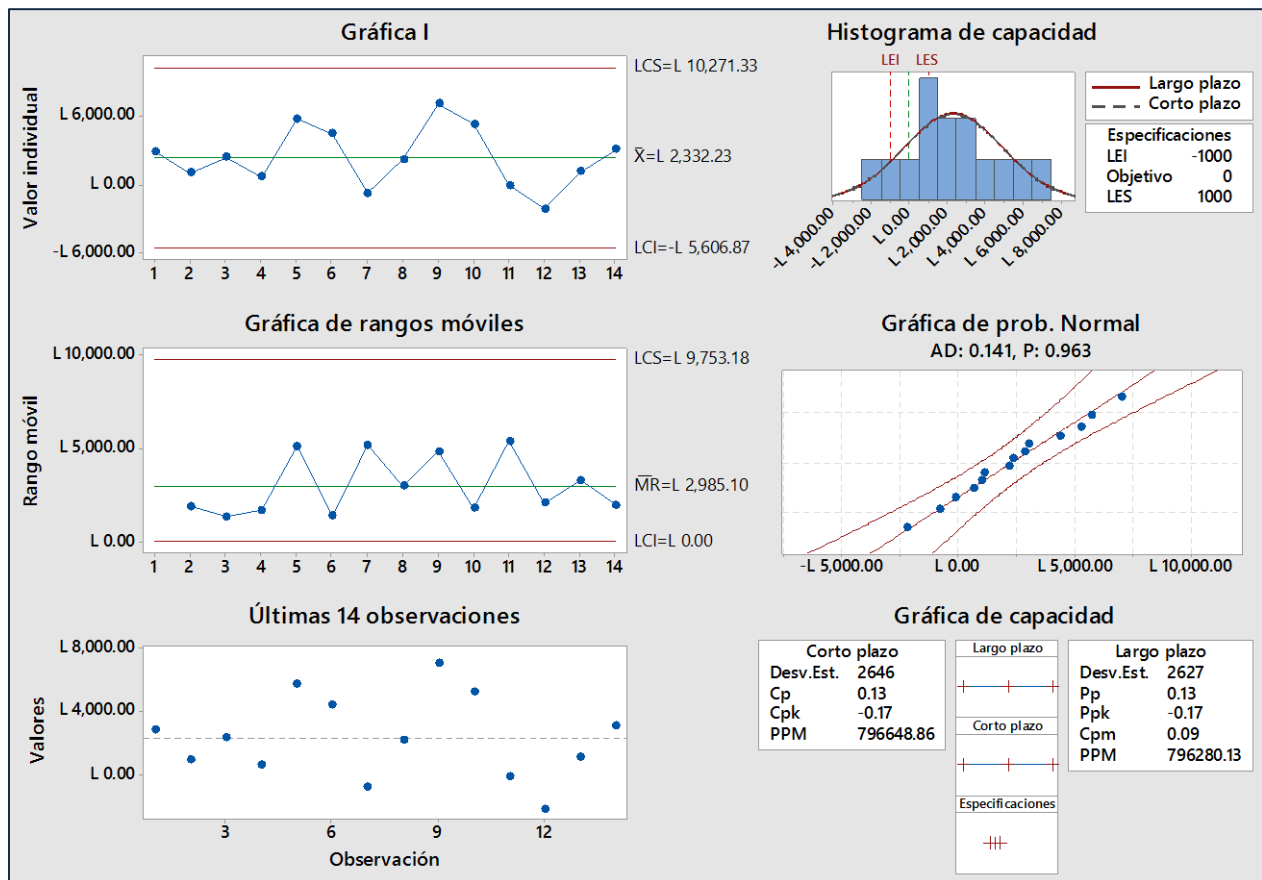 Gráfica I
Valor individual
L 6,000.00
L 0.00
-L 6,000.00
LCS=L 10,271.33
X̄=L 2,332.23
LCI=-L 5,606.87
1 2 3 4 5 6 7 8 9 10 11 12 13 14
Histograma de capacidad
LEI LES
Largo plazo
Corto plazo
Especificaciones
LEI -1000
Objetivo 0
LES 1000
-L 4,000.00 -L 2,000.00 L 0.00 L 2,000.00 L 4,000.00 L 6,000.00 L 8,000.00
Gráfica de rangos móviles
Rango móvil
L 10,000.00
L 5,000.00
L 0.00
LCS=L 9,753.18
M̅R̅=L 2,985.10
LCI=L 0.00
1 2 3 4 5 6 7 8 9 10 11 12 13 14
Gráfica de prob. Normal
AD: 0.141, P: 0.963
-L 5,000.00 L 0.00 L 5,000.00 L 10,000.00
Últimas 14 observaciones
Valores
L 8,000.00
L 4,000.00
L 0.00
3 6 9 12
Observación
Gráfica de capacidad
Corto plazo
Desv.Est. 2646
Cp 0.13
Cpk -0.17
PPM 796648.86
Largo plazo
Corto plazo
Especificaciones
Largo plazo
Desv.Est. 2627
Pp 0.13
Ppk -0.17
Cpm 0.09
PPM 796280.13